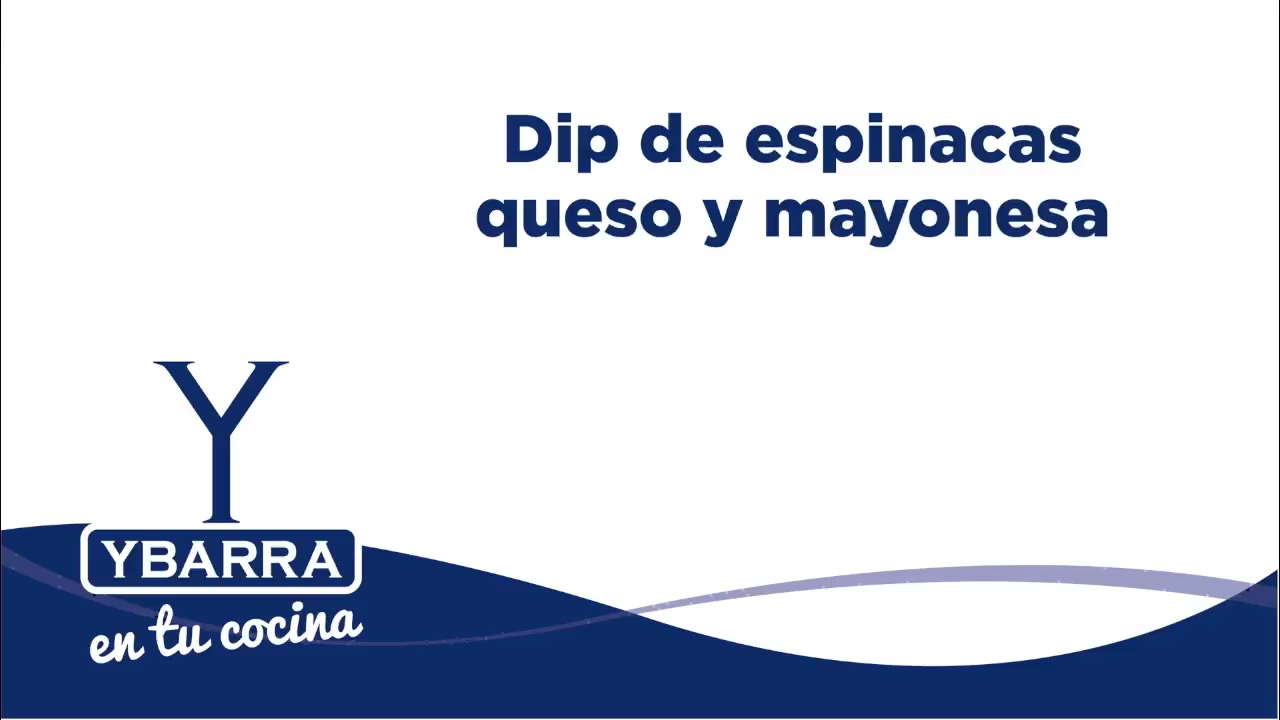 Dip de espinacas
queso y mayonesa
Y
YBARRA
en tu cocina